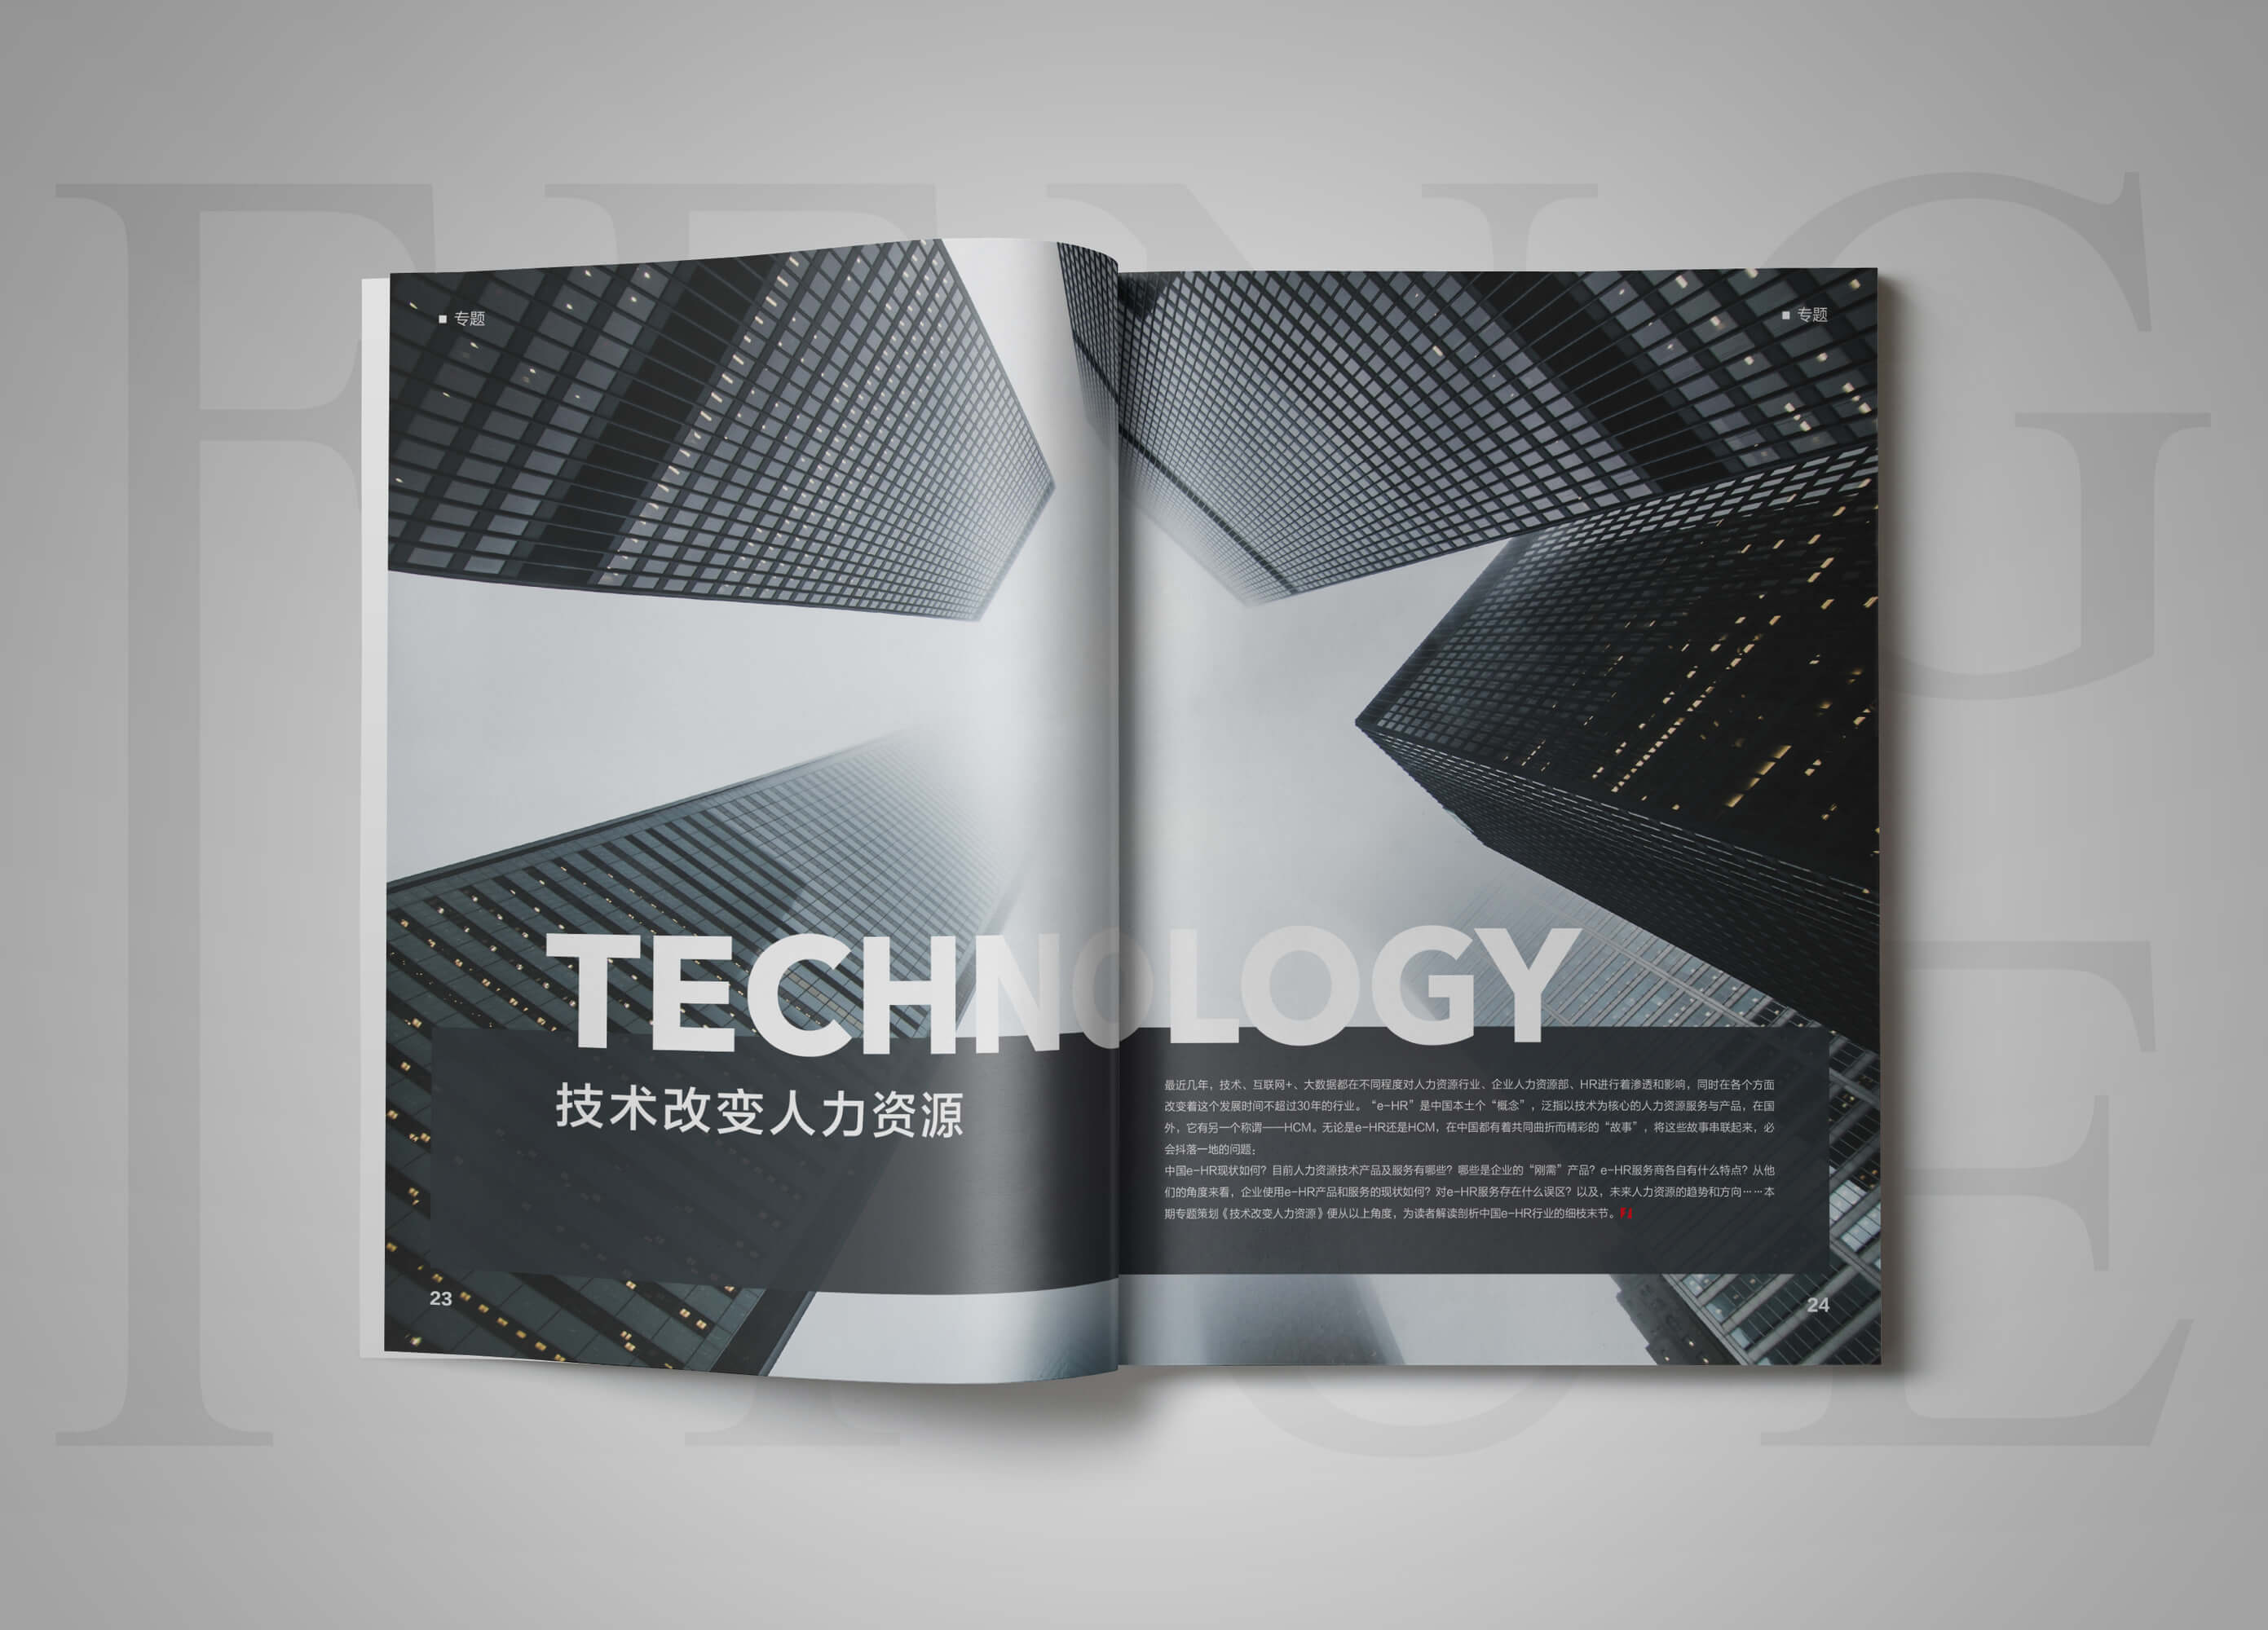 专题
专题
TECHNOLOGY
技术改变人力资源
最近几年，技术、互联网+、大数据都在不同程度对人力资源行业、企业人力资源部、HR进行着渗透和影响，同时在各个方面
改变着这个发展时间不超过30年的行业。“e-HR”是中国本土个“概念”，泛指以技术为核心的人力资源服务与产品，在国
外，它有另一个称谓——HCM。无论是e-HR还是HCM，在中国都有着共同曲折而精彩的“故事”，将这些故事串联起来，必
会抖落一地的问题：
中国e-HR现状如何？目前人力资源技术产品及服务有哪些？哪些是企业的“刚需”产品？e-HR服务商各自有什么特点？从他
们的角度来看，企业使用e-HR产品和服务的现状如何？对e-HR服务存在什么误区？以及，未来人力资源的趋势和方向……本
期专题策划《技术改变人力资源》便从以上角度，为读者解读剖析中国e-HR行业的细枝末节。
23
24